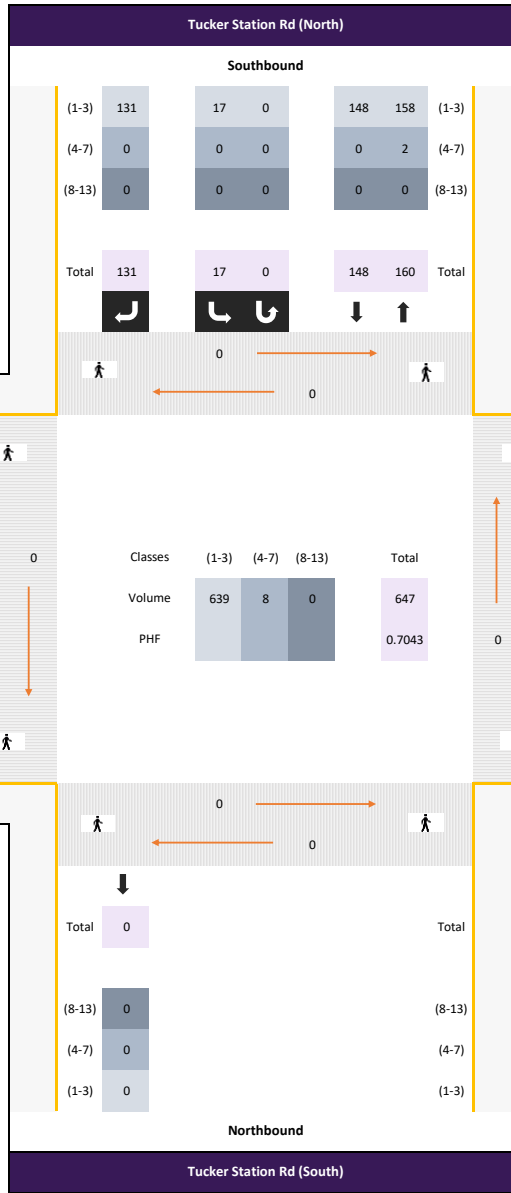 Tucker Station Rd (North)
Southbound
(1-3) 131 17 0 148 158 (1-3)
(4-7) 0 0 0 0 2 (4-7)
(8-13) 0 0 0 0 0 (8-13)
Total 131 17 0 148 160 Total
0
0
0 Classes (1-3) (4-7) (8-13) Total
Volume 639 8 0 647
PHF 0.7043 0
0
0
Total 0 Total
(8-13) 0 (8-13)
(4-7) 0 (4-7)
(1-3) 0 (1-3)
Northbound
Tucker Station Rd (South)